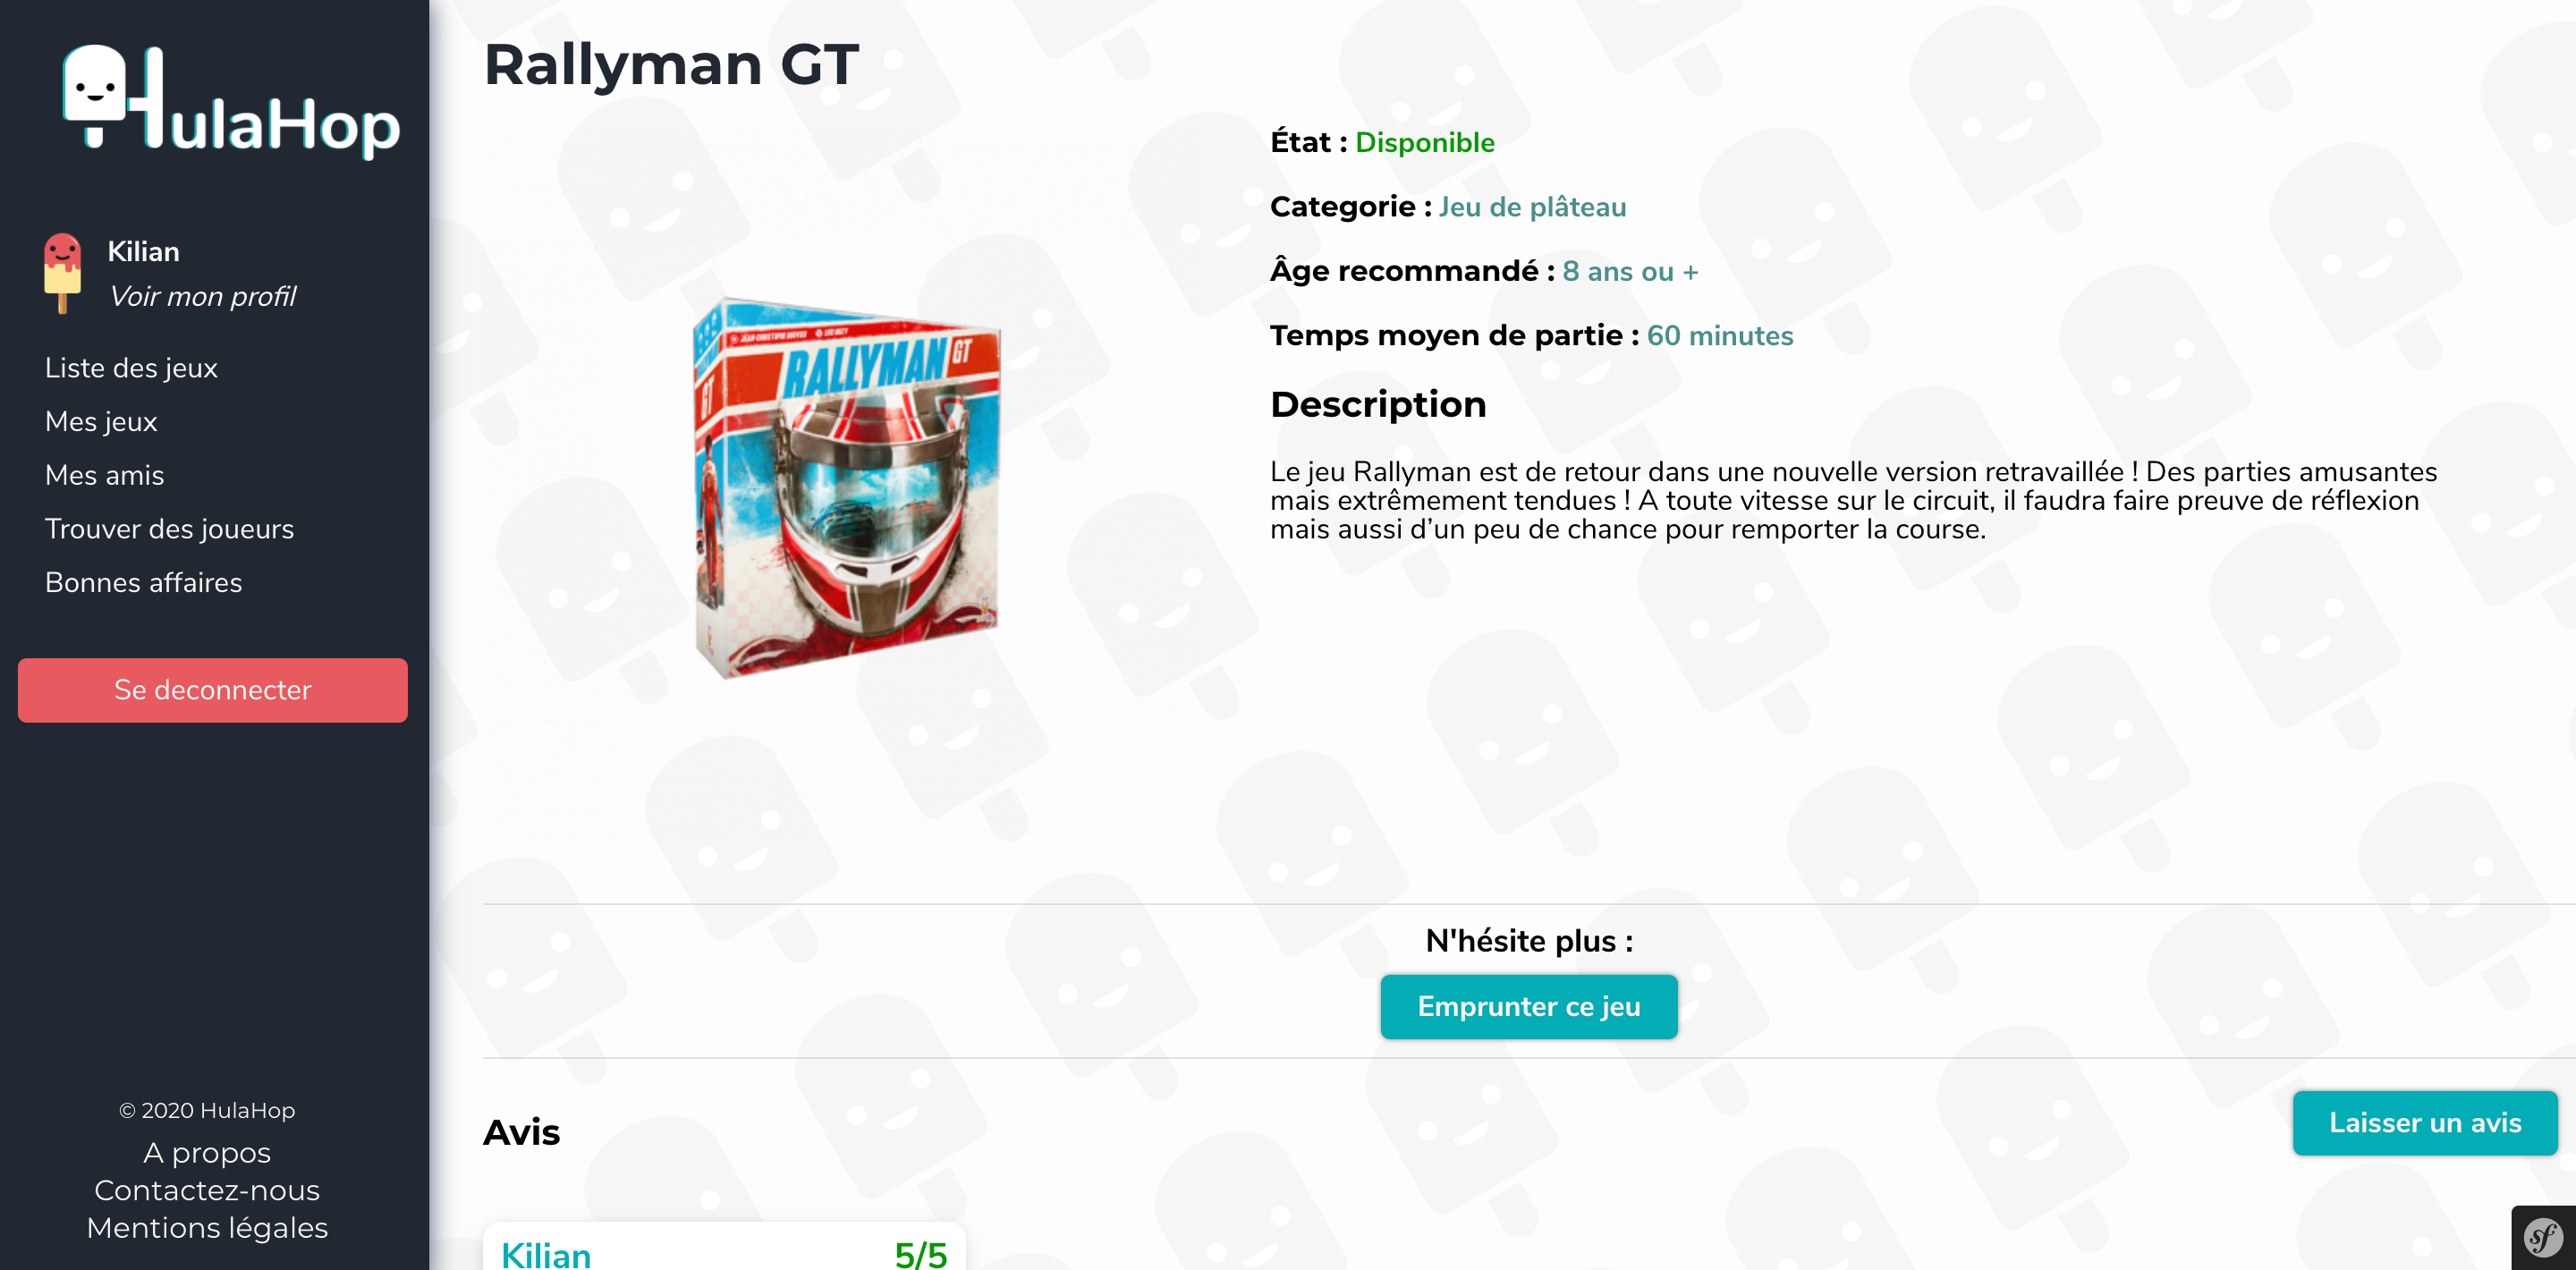 HulaHop
Kilian
Voir mon profil
Liste des jeux
Mes jeux
Mes amis
Trouver des joueurs
Bonnes affaires
Se deconnecter
© 2020 HulaHop
A propos
Contactez-nous
Mentions légales
Rallyman GT
RALLYMAN GT
GT
État : Disponible
Categorie : Jeu de plâteau
Âge recommandé : 8 ans ou +
Temps moyen de partie : 60 minutes
Description
Le jeu Rallyman est de retour dans une nouvelle version retravaillée ! Des parties amusantes
mais extrêmement tendues ! A toute vitesse sur le circuit, il faudra faire preuve de réflexion
mais aussi d’un peu de chance pour remporter la course.
N'hésite plus :
Emprunter ce jeu
Avis
Laisser un avis
Kilian 5/5
sf